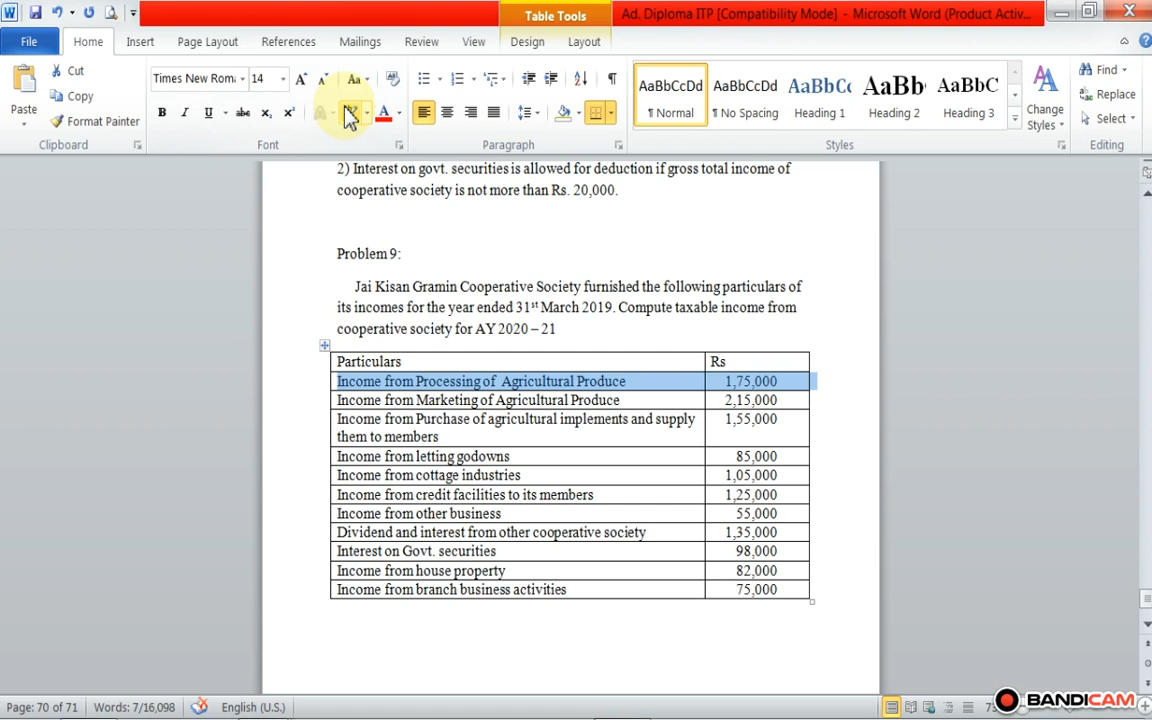 Table Tools
Ad. Diploma ITP [Compatibility Mode] - Microsoft Word (Product Activ...
File Home Insert Page Layout References Mailings Review View Design Layout
Paste
Cut
Copy
Format Painter
Clipboard
Times New Rom 14
Font
Paragraph
AaBbCcDd AaBbCcDd AaBbCc AaBb AaBbC
¶ Normal ¶ No Spacing Heading 1 Heading 2 Heading 3
Change Styles
Styles
Find
Replace
Select
Editing
2) Interest on govt. securities is allowed for deduction if gross total income of
cooperative society is not more than Rs. 20,000.
Problem 9:
Jai Kisan Gramin Cooperative Society furnished the following particulars of
its incomes for the year ended 31st March 2019. Compute taxable income from
cooperative society for AY 2020 – 21
Particulars Rs
Income from Processing of Agricultural Produce 1,75,000
Income from Marketing of Agricultural Produce 2,15,000
Income from Purchase of agricultural implements and supply 1,55,000
them to members
Income from letting godowns 85,000
Income from cottage industries 1,05,000
Income from credit facilities to its members 1,25,000
Income from other business 55,000
Dividend and interest from other cooperative society 1,35,000
Interest on Govt. securities 98,000
Income from house property 82,000
Income from branch business activities 75,000
Page: 70 of 71 Words: 7/16,098 English (U.S.)
BANDICAM